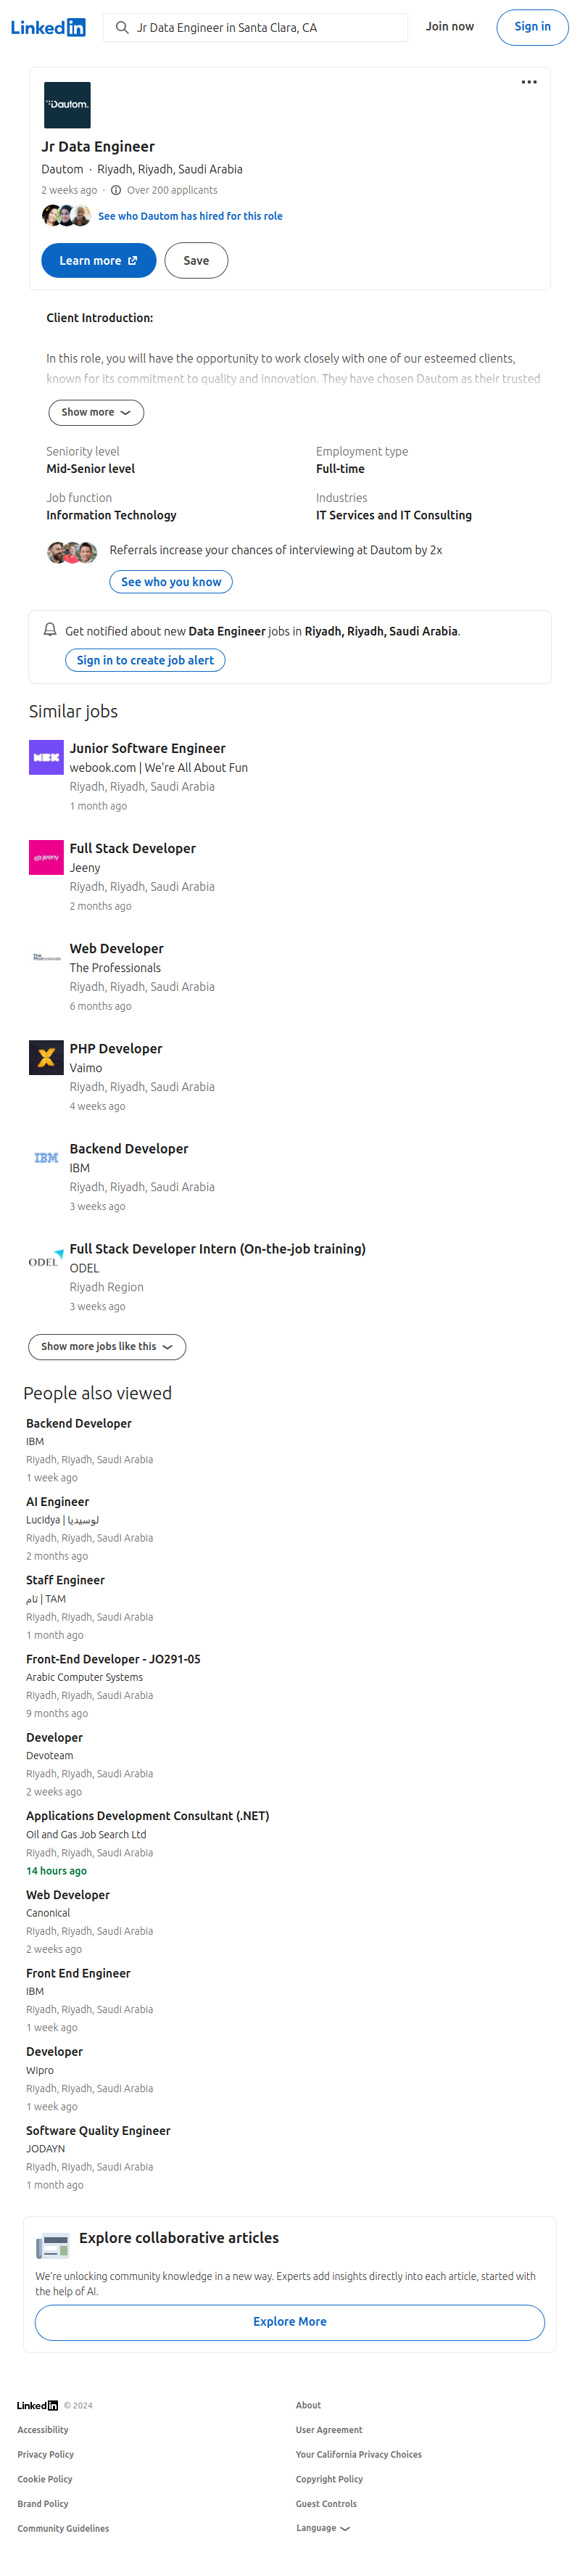 LinkedIn
Jr Data Engineer in Santa Clara, CA
Join now
Sign in
Dautom.
Jr Data Engineer
Dautom · Riyadh, Riyadh, Saudi Arabia
2 weeks ago · Over 200 applicants
See who Dautom has hired for this role
Learn more
Save
Client Introduction:
In this role, you will have the opportunity to work closely with one of our esteemed clients,
known for its commitment to quality and innovation. They have chosen Dautom as their trusted
Show more
Seniority level
Mid-Senior level
Employment type
Full-time
Job function
Information Technology
Industries
IT Services and IT Consulting
Referrals increase your chances of interviewing at Dautom by 2x
See who you know
Get notified about new Data Engineer jobs in Riyadh, Riyadh, Saudi Arabia.
Sign in to create job alert
Similar jobs
WBK
Junior Software Engineer
webook.com | We're All About Fun
Riyadh, Riyadh, Saudi Arabia
1 month ago
jeeny
Full Stack Developer
Jeeny
Riyadh, Riyadh, Saudi Arabia
2 months ago
Web Developer
The Professionals
Riyadh, Riyadh, Saudi Arabia
6 months ago
PHP Developer
Vaimo
Riyadh, Riyadh, Saudi Arabia
4 weeks ago
IBM
Backend Developer
IBM
Riyadh, Riyadh, Saudi Arabia
3 weeks ago
ODEL
Full Stack Developer Intern (On-the-job training)
ODEL
Riyadh Region
3 weeks ago
Show more jobs like this
People also viewed
Backend Developer
IBM
Riyadh, Riyadh, Saudi Arabia
1 week ago
AI Engineer
Lucidya | لوسيديا
Riyadh, Riyadh, Saudi Arabia
2 months ago
Staff Engineer
تام | TAM
Riyadh, Riyadh, Saudi Arabia
1 month ago
Front-End Developer - JO291-05
Arabic Computer Systems
Riyadh, Riyadh, Saudi Arabia
9 months ago
Developer
Devoteam
Riyadh, Riyadh, Saudi Arabia
2 weeks ago
Applications Development Consultant (.NET)
Oil and Gas Job Search Ltd
Riyadh, Riyadh, Saudi Arabia
14 hours ago
Web Developer
Canonical
Riyadh, Riyadh, Saudi Arabia
2 weeks ago
Front End Engineer
IBM
Riyadh, Riyadh, Saudi Arabia
1 week ago
Developer
Wipro
Riyadh, Riyadh, Saudi Arabia
1 week ago
Software Quality Engineer
JODAYN
Riyadh, Riyadh, Saudi Arabia
1 month ago
Explore collaborative articles
We're unlocking community knowledge in a new way. Experts add insights directly into each article, started with
the help of AI.
Explore More
LinkedIn © 2024
About
Accessibility
User Agreement
Privacy Policy
Your California Privacy Choices
Cookie Policy
Copyright Policy
Brand Policy
Guest Controls
Community Guidelines
Language